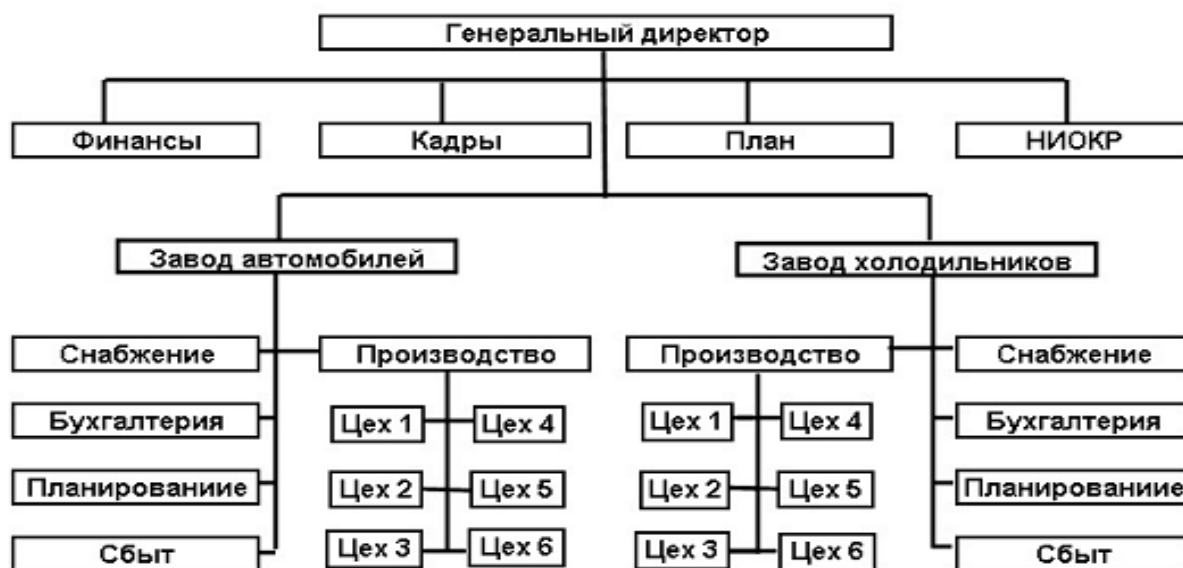 Генеральный директор
Финансы Кадры План НИОКР
Завод автомобилей Завод холодильников
Снабжение Производство Производство Снабжение
Бухгалтерия Цех 1 Цех 4 Цех 1 Цех 4 Бухгалтерия
Планированиие Цех 2 Цех 5 Цех 2 Цех 5 Планированиие
Сбыт Цех 3 Цех 6 Цех 3 Цех 6 Сбыт